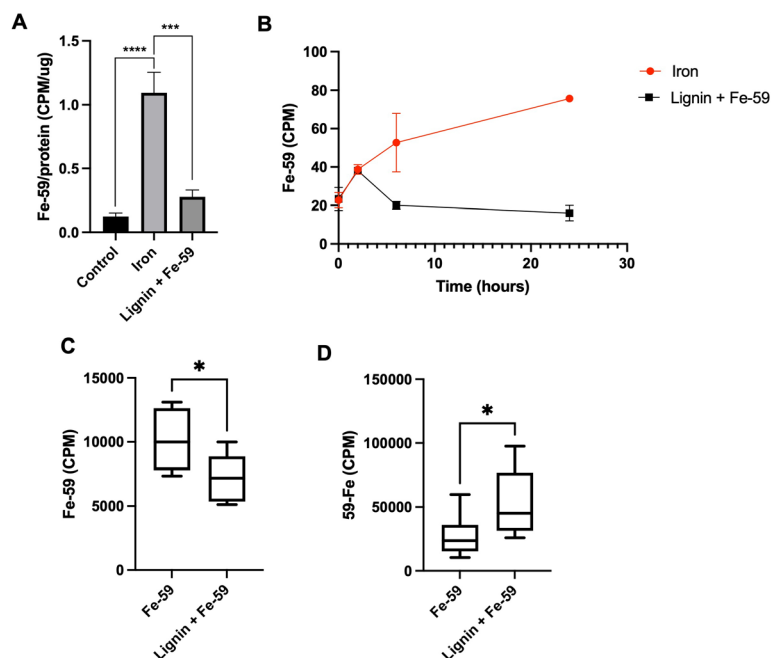 A
Fe-59/protein (CPM/ug)
1.5
1.0
0.5
0.0
****
***
Control
Iron
Lignin + Fe-59
B
Fe-59 (CPM)
100
80
60
40
20
0
0
10
20
30
Time (hours)
Iron
Lignin + Fe-59
C
Fe-59 (CPM)
15000
10000
5000
0
*
Fe-59
Lignin + Fe-59
D
59-Fe (CPM)
150000
100000
50000
0
*
Fe-59
Lignin + Fe-59